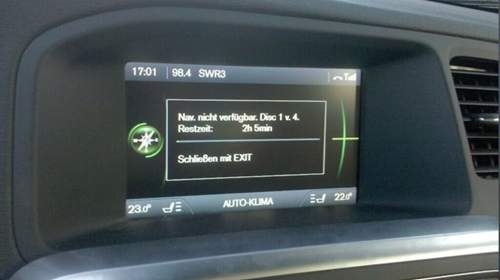 17:01 98.4 SWR3
Nav. nicht verfügbar. Disc 1 v. 4.
Restzeit: 2h 5min
Schließen mit EXIT
23.0° AUTO-KLIMA 22.0°